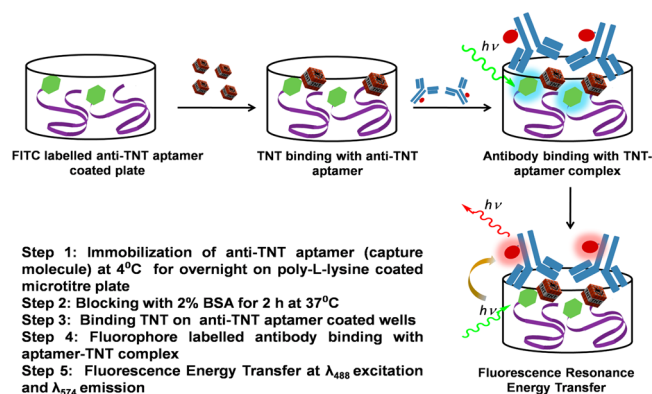 hν
FITC labelled anti-TNT aptamer
coated plate
TNT binding with anti-TNT
aptamer
Antibody binding with TNT-
aptamer complex
hν
Step 1: Immobilization of anti-TNT aptamer (capture
molecule) at 4⁰C for overnight on poly-L-lysine coated
microtitre plate
Step 2: Blocking with 2% BSA for 2 h at 37⁰C
Step 3: Binding TNT on anti-TNT aptamer coated wells
Step 4: Fluorophore labelled antibody binding with
aptamer-TNT complex
Step 5: Fluorescence Energy Transfer at λ488 excitation
and λ574 emission
hν
Fluorescence Resonance
Energy Transfer